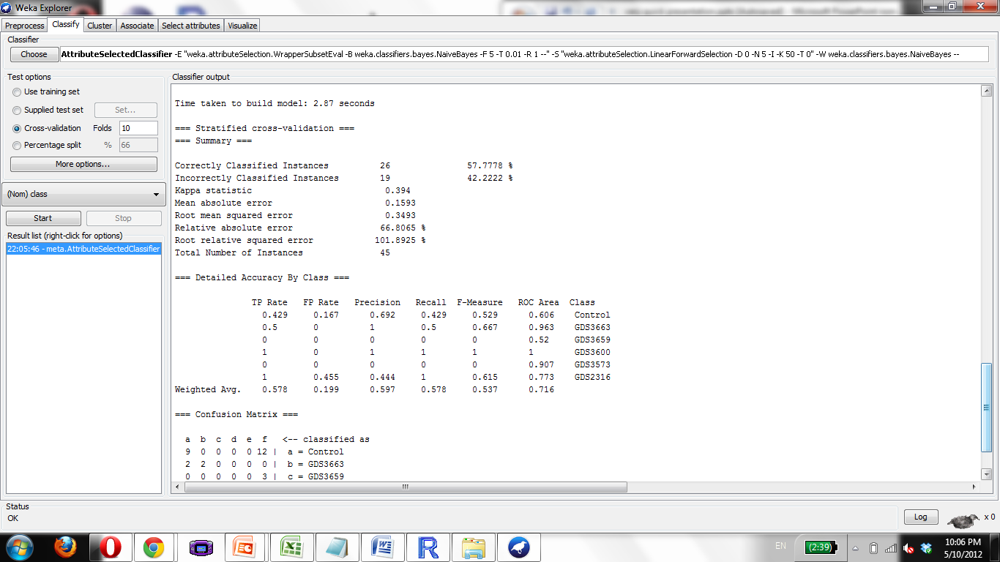 Weka Explorer
Preprocess Classify Cluster Associate Select attributes Visualize
Classifier
Choose AttributeSelectedClassifier -E "weka.attributeSelection.WrapperSubsetEval -B weka.classifiers.bayes.NaiveBayes -F 5 -T 0.01 -R 1 --" -S "weka.attributeSelection.LinearForwardSelection -D 0 -N 5 -I -K 50 -T 0" -W weka.classifiers.bayes.NaiveBayes --
Test options
Use training set
Supplied test set Set...
Cross-validation Folds 10
Percentage split % 66
More options...
(Nom) class
Start Stop
Result list (right-click for options)
22:05:46 - meta.AttributeSelectedClassifier
Classifier output
Time taken to build model: 2.87 seconds
=== Stratified cross-validation ===
=== Summary ===
Correctly Classified Instances 26 57.7778 %
Incorrectly Classified Instances 19 42.2222 %
Kappa statistic 0.394
Mean absolute error 0.1593
Root mean squared error 0.3493
Relative absolute error 66.8065 %
Root relative squared error 101.8925 %
Total Number of Instances 45
=== Detailed Accuracy By Class ===
TP Rate FP Rate Precision Recall F-Measure ROC Area Class
0.429 0.167 0.692 0.429 0.529 0.606 Control
0.5 0 1 0.5 0.667 0.963 GDS3663
0 0 0 0 0 0.52 GDS3659
1 0 1 1 1 1 GDS3600
0 0 0 0 0 0.907 GDS3573
1 0.455 0.444 1 0.615 0.773 GDS2316
Weighted Avg. 0.578 0.199 0.597 0.578 0.537 0.716
=== Confusion Matrix ===
a b c d e f <-- classified as
9 0 0 0 0 12 | a = Control
2 2 0 0 0 0 | b = GDS3663
0 0 0 0 0 3 | c = GDS3659
Status
OK
Log x 0
EN (2:39) 10:06 PM
5/10/2012